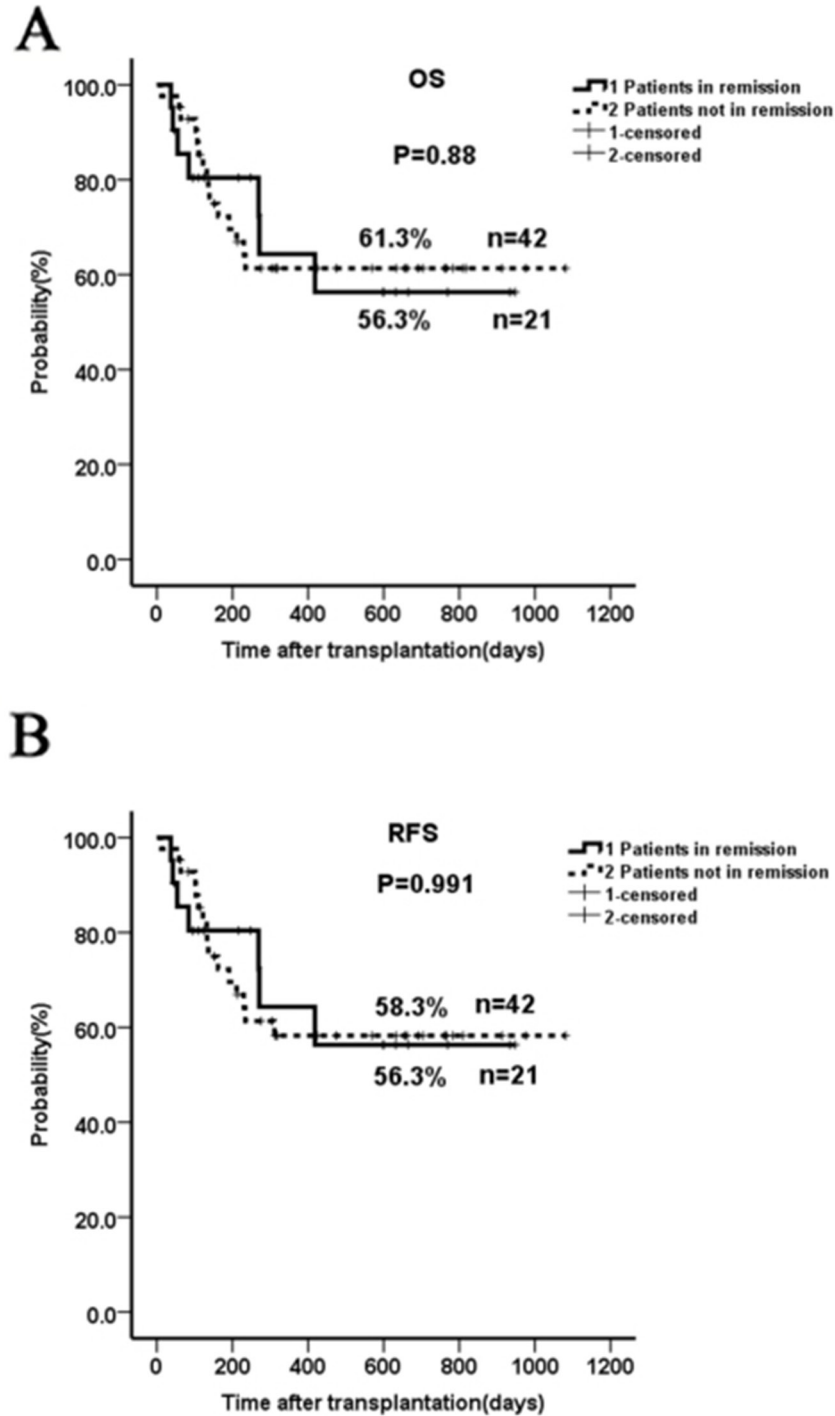 A
OS
P=0.88
1 Patients in remission
2 Patients not in remission
1-censored
2-censored
Probability(%)
100.0
80.0
60.0
40.0
20.0
0.0
61.3% n=42
56.3% n=21
0 200 400 600 800 1000 1200
Time after transplantation(days)
B
RFS
P=0.991
1 Patients in remission
2 Patients not in remission
1-censored
2-censored
Probability(%)
100.0
80.0
60.0
40.0
20.0
0.0
58.3% n=42
56.3% n=21
0 200 400 600 800 1000 1200
Time after transplantation(days)